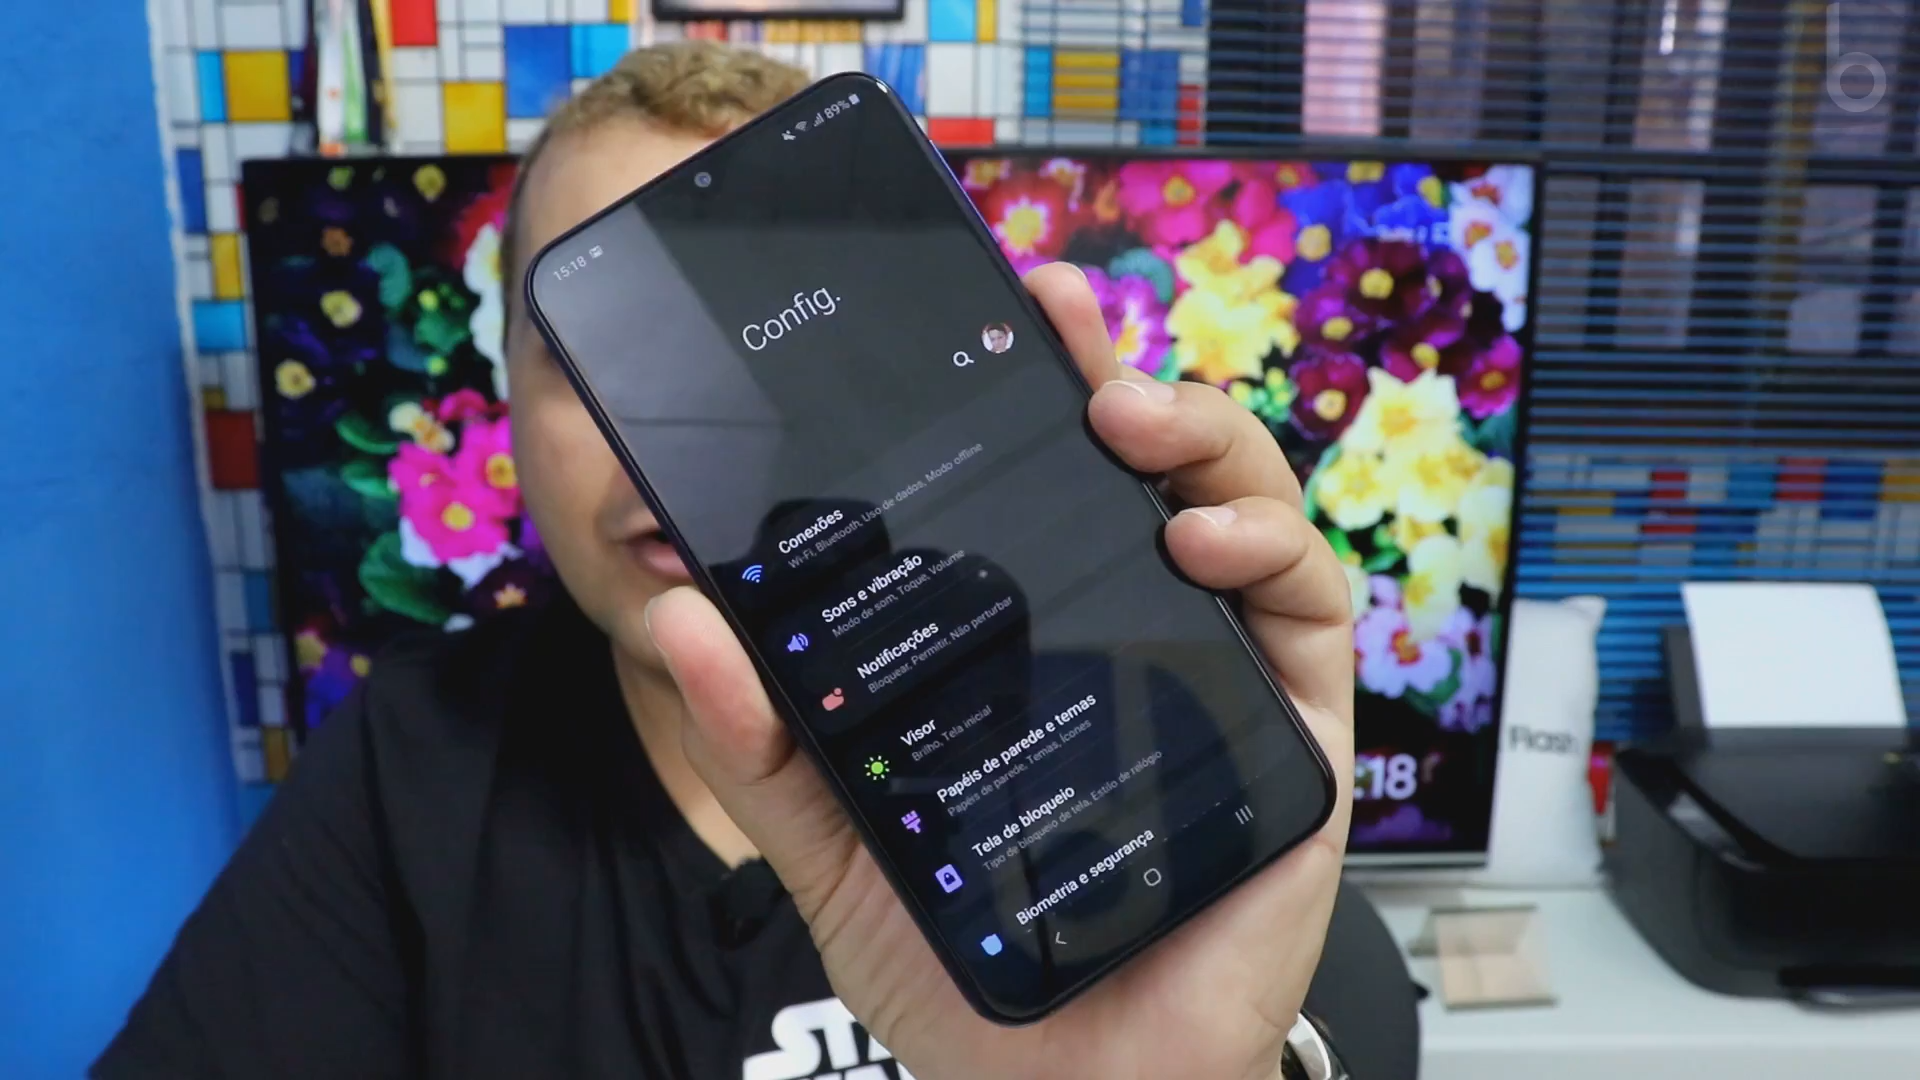 15:18
89%
Config.
Conexões
Wi-Fi, Bluetooth, Uso de dados, Modo offline
Sons e vibração
Modo de som, Toque, Volume
Notificações
Bloquear, Permitir, Não perturbar
Visor
Brilho, Tela inicial
Papéis de parede e temas
Papéis de parede, Temas, Ícones
Tela de bloqueio
Tipo de bloqueio de tela, Estilo de relógio
Biometria e segurança
Flash
:18
STA
b